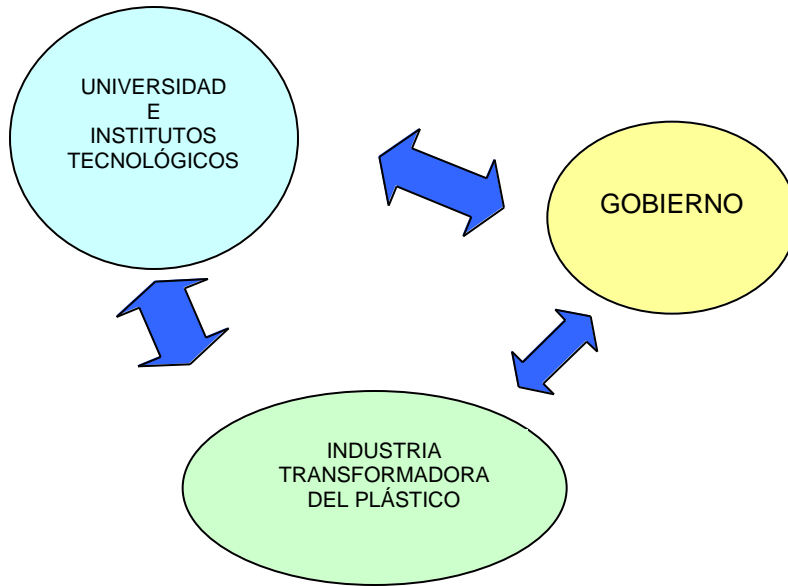 UNIVERSIDAD
E
INSTITUTOS
TECNOLÓGICOS
GOBIERNO
INDUSTRIA
TRANSFORMADORA
DEL PLÁSTICO